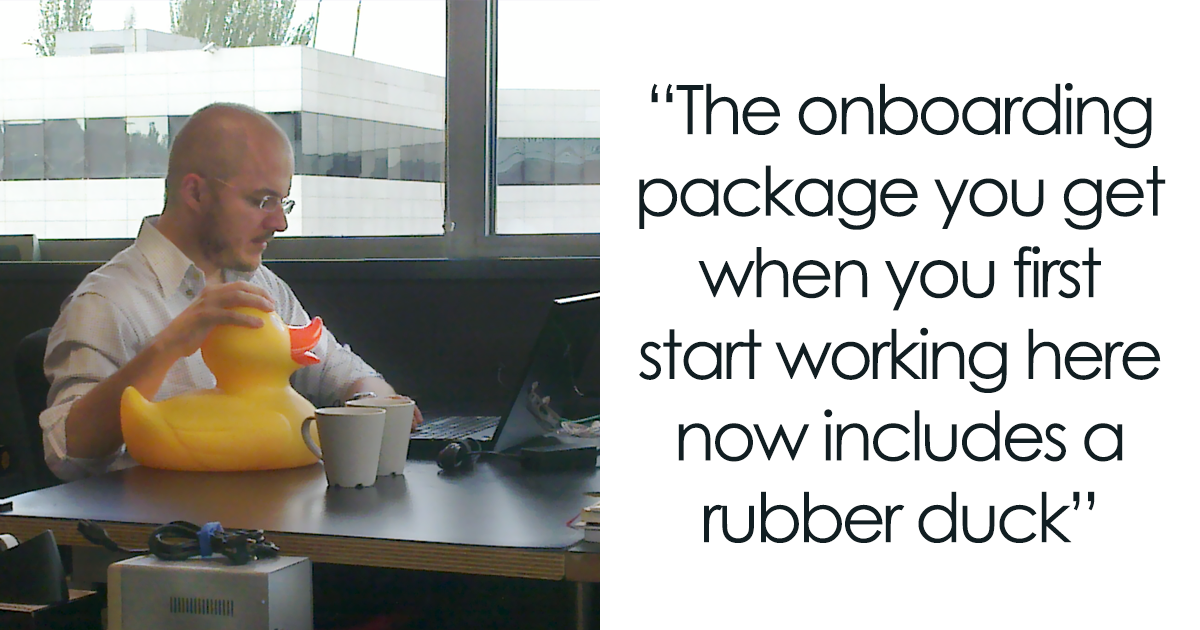 “The onboarding
package you get
when you first
start working here
now includes a
rubber duck”